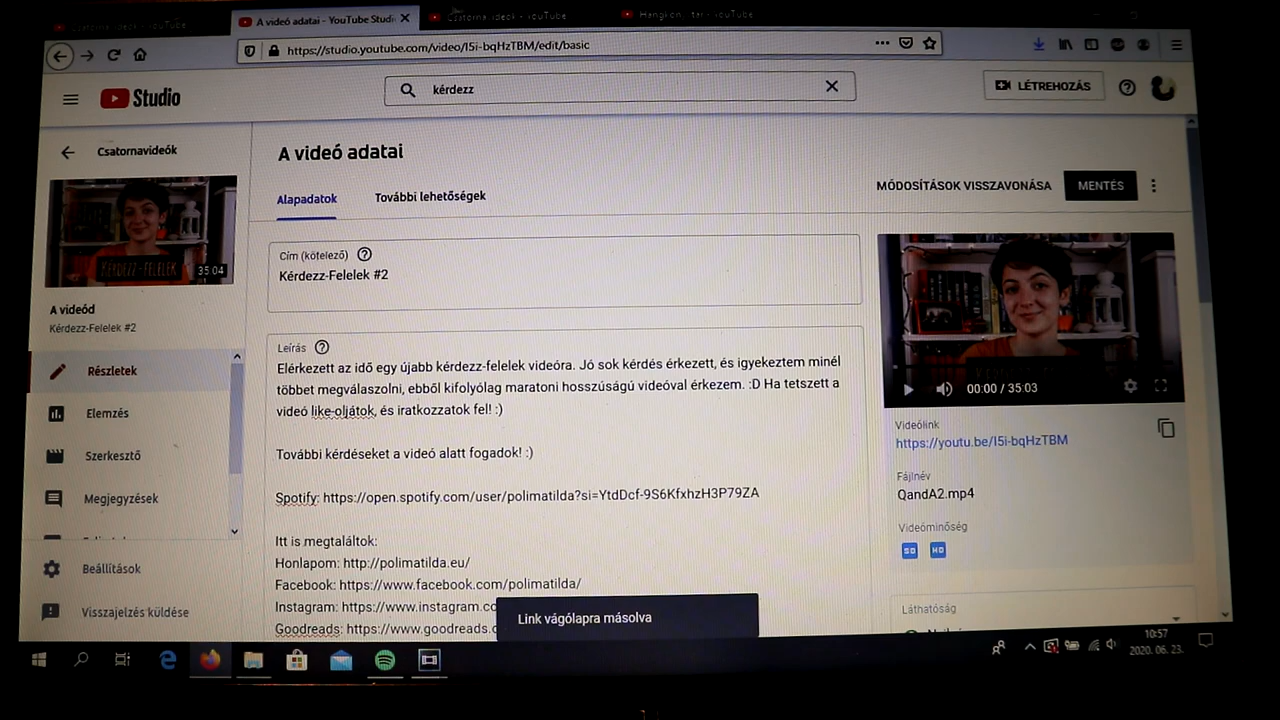 A videó adatai - YouTube Studi
https://studio.youtube.com/video/I5i-bqHzTBM/edit/basic
Studio
kérdezz
LÉTREHOZÁS
Csatornavideók
KÉRDEZZ-FELELEK
35:04
A videód
Kérdezz-Felelek #2
Részletek
Elemzés
Szerkesztő
Megjegyzések
Beállítások
Visszajelzés küldése
A videó adatai
MÓDOSÍTÁSOK VISSZAVONÁSA
MENTÉS
Alapadatok
További lehetőségek
Cím (kötelező)
Kérdezz-Felelek #2
Leírás
Elérkezett az idő egy újabb kérdezz-felelek videóra. Jó sok kérdés érkezett, és igyekeztem minél
többet megválaszolni, ebből kifolyólag maratoni hosszúságú videóval érkezem. :D Ha tetszett a
videó like-oljátok, és iratkozzatok fel! :)
További kérdéseket a videó alatt fogadok! :)
Spotify: https://open.spotify.com/user/polimatilda?si=YtdDcf-9S6KfxhzH3P79ZA
Itt is megtaláltok:
Honlapom: http://polimatilda.eu/
Facebook: https://www.facebook.com/polimatilda/
Instagram: https://www.instagram.co
Goodreads: https://www.goodreads.c
Link vágólapra másolva
00:00 / 35:03
Videólink
https://youtu.be/I5i-bqHzTBM
Fájlnév
QandA2.mp4
Videóminőség
SD
HD
Láthatóság
10:57
2020. 06. 23.